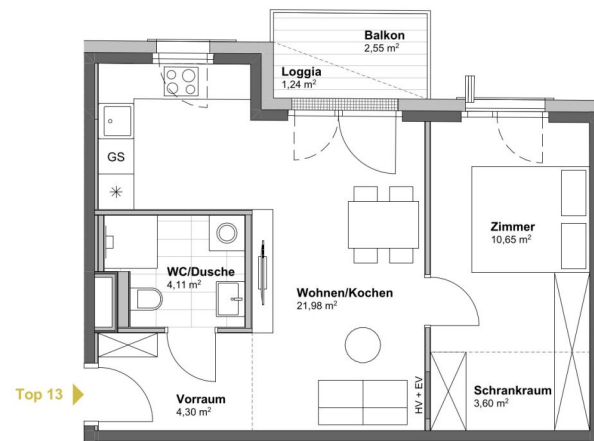 Balkon
2,55 m²
Loggia
1,24 m²
GS
Zimmer
10,65 m²
WC/Dusche
4,11 m²
Wohnen/Kochen
21,98 m²
Top 13
Vorraum
4,30 m²
HV + EV
Schrankraum
3,60 m²